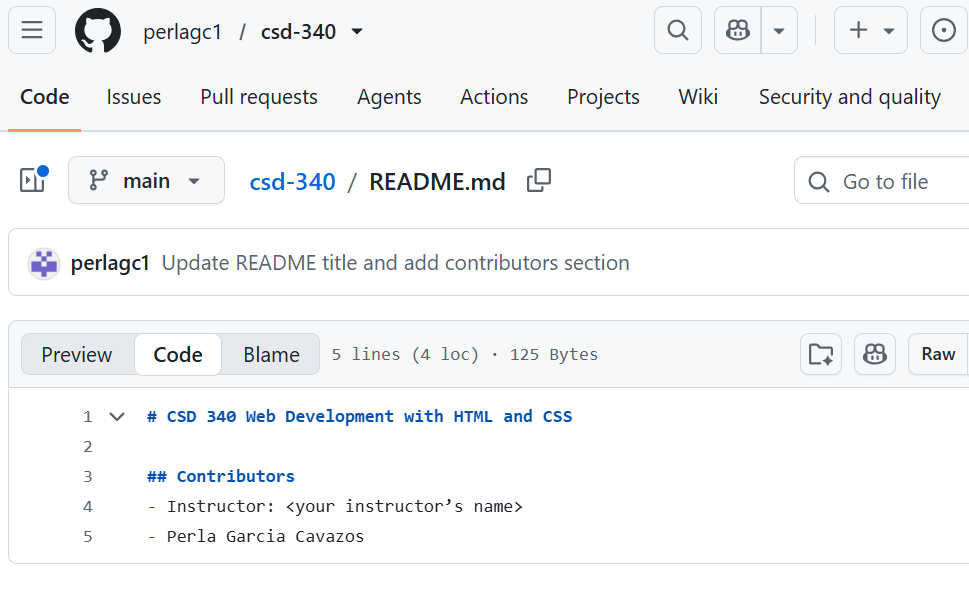 perlagc1 / csd-340
Code Issues Pull requests Agents Actions Projects Wiki Security and quality
main csd-340 / README.md Go to file
perlagc1 Update README title and add contributors section
Preview Code Blame 5 lines (4 loc) · 125 Bytes Raw
1 # CSD 340 Web Development with HTML and CSS
2
3 ## Contributors
4 - Instructor: <your instructor’s name>
5 - Perla Garcia Cavazos